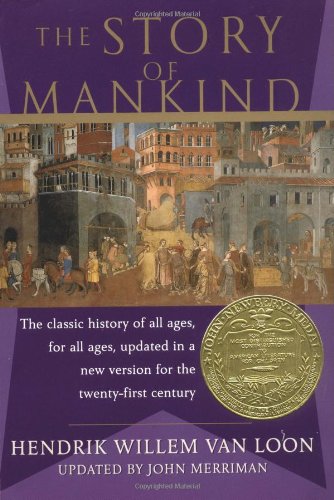 THE STORY
OF
MANKIND
The classic history of all ages,
for all ages, updated in a
new version for the
twenty-first century
JOHN NEWBERY MEDAL
HENDRIK WILLEM VAN LOON
UPDATED BY JOHN MERRIMAN